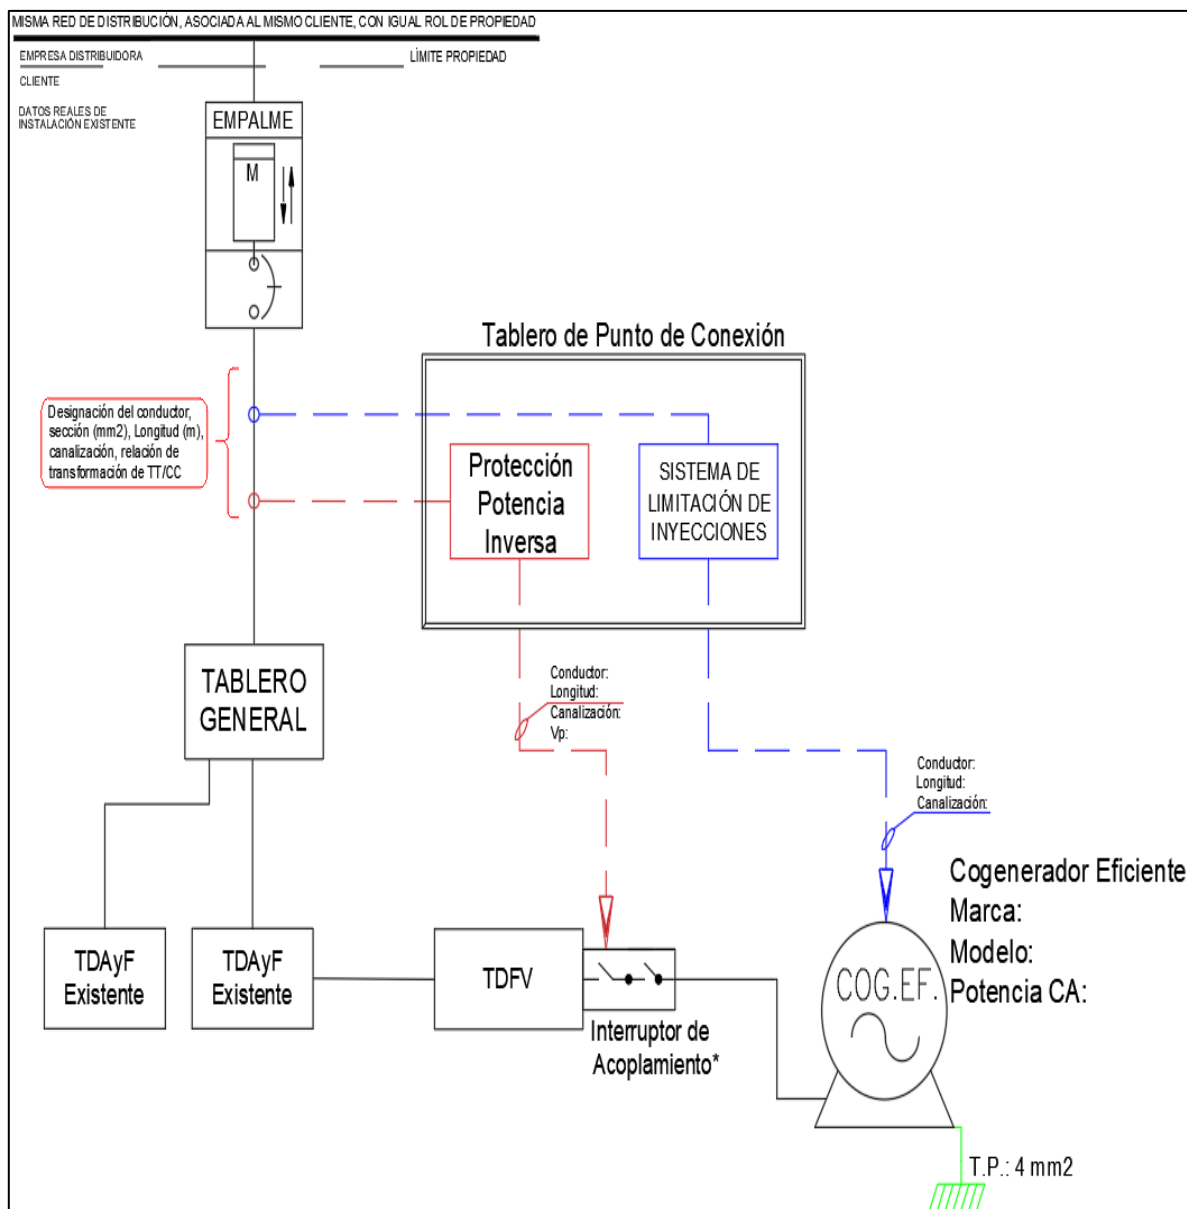 MISMA RED DE DISTRIBUCIÓN, ASOCIADA AL MISMO CLIENTE, CON IGUAL ROL DE PROPIEDAD
EMPRESA DISTRIBUIDORA
LÍMITE PROPIEDAD
CLIENTE
DATOS REALES DE
INSTALACIÓN EXISTENTE
EMPALME
M
Tablero de Punto de Conexión
Designación del conductor,
sección (mm2), Longitud (m),
canalización, relación de
transformación de TT/CC
Protección
Potencia
Inversa
SISTEMA DE
LIMITACIÓN DE
INYECCIONES
TABLERO
GENERAL
Conductor:
Longitud:
Canalización:
Vp:
Conductor:
Longitud:
Canalización:
TDAyF
Existente
TDAyF
Existente
TDFV
Interruptor de
Acoplamiento*
COG.EF.
Cogenerador Eficiente
Marca:
Modelo:
Potencia CA:
T.P.: 4 mm2